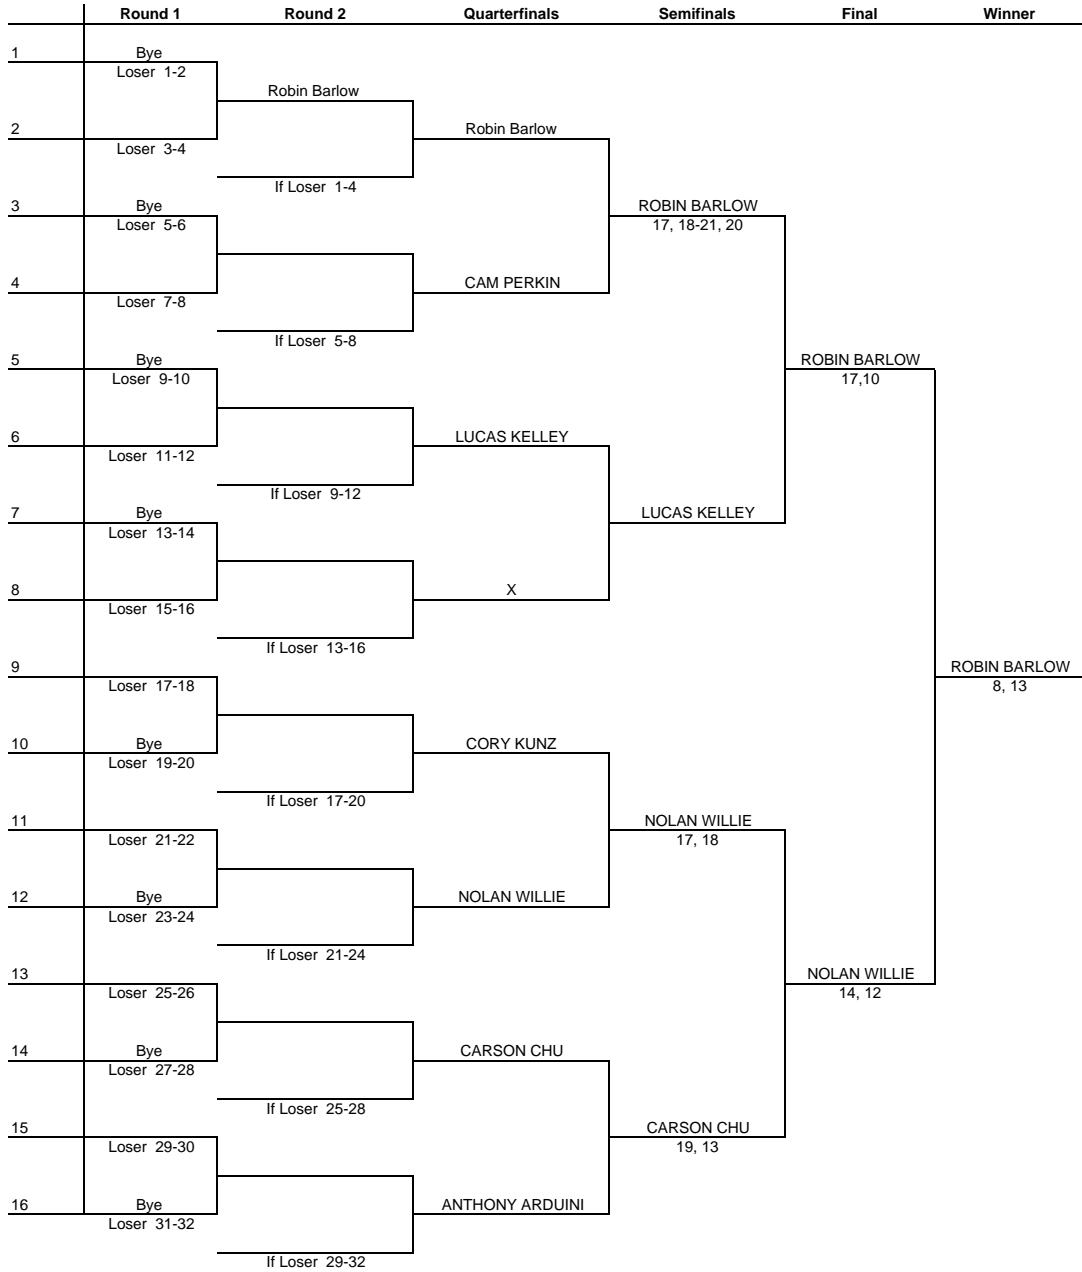 Round 1 Round 2 Quarterfinals Semifinals Final Winner
1 Bye
Loser 1-2
Robin Barlow
2 Robin Barlow
Loser 3-4
If Loser 1-4
3 Bye ROBIN BARLOW
Loser 5-6 17, 18-21, 20
4 CAM PERKIN
Loser 7-8
If Loser 5-8
5 Bye ROBIN BARLOW
Loser 9-10 17,10
6 LUCAS KELLEY
Loser 11-12
If Loser 9-12
7 Bye LUCAS KELLEY
Loser 13-14
8 X
Loser 15-16
If Loser 13-16
9 ROBIN BARLOW
Loser 17-18 8, 13
10 Bye CORY KUNZ
Loser 19-20
If Loser 17-20
11 NOLAN WILLIE
Loser 21-22 17, 18
12 Bye NOLAN WILLIE
Loser 23-24
If Loser 21-24
13 NOLAN WILLIE
Loser 25-26 14, 12
14 Bye CARSON CHU
Loser 27-28
If Loser 25-28
15 CARSON CHU
Loser 29-30 19, 13
16 Bye ANTHONY ARDUINI
Loser 31-32
If Loser 29-32